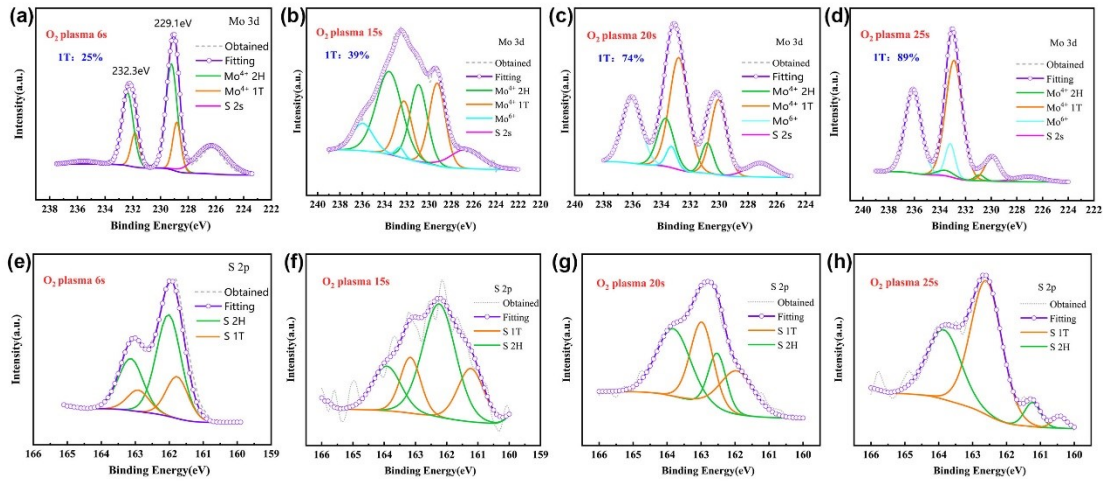 (a)
229.1eV
Mo 3d
O₂ plasma 6s
1T：25%
232.3eV
Obtained
Fitting
Mo⁴⁺ 2H
Mo⁴⁺ 1T
S 2s
Intensity(a.u.)
238 236 234 232 230 228 226 224 222
Binding Energy(eV)
(b)
O₂ plasma 15s
1T：39%
Mo 3d
Obtained
Fitting
Mo⁴⁺ 2H
Mo⁴⁺ 1T
Mo⁶⁺
S 2s
Intensity(a.u.)
240 238 236 234 232 230 228 226 224 222 220
Binding Energy(eV)
(c)
O₂ plasma 20s
1T：74%
Mo 3d
Obtained
Fitting
Mo⁴⁺ 2H
Mo⁴⁺ 1T
Mo⁶⁺
S 2s
Intensity(a.u.)
240 238 236 234 232 230 228 226 224
Binding Energy(eV)
(d)
O₂ plasma 25s
1T：89%
Mo 3d
Obtained
Fitting
Mo⁴⁺ 2H
Mo⁴⁺ 1T
Mo⁶⁺
S 2s
Intensity(a.u.)
240 238 236 234 232 230 228 226 224 222
Binding Energy(eV)
(e)
S 2p
O₂ plasma 6s
Obtained
Fitting
S 2H
S 1T
Intensity(a.u.)
166 165 164 163 162 161 160 159
Binding Energy(eV)
(f)
O₂ plasma 15s
S 2p
Obtained
Fitting
S 1T
S 2H
Intensity(a.u.)
166 165 164 163 162 161 160 159
Binding Energy(eV)
(g)
O₂ plasma 20s
S 2p
Obtained
Fitting
S 1T
S 2H
Intensity(a.u.)
166 165 164 163 162 161 160
Binding Energy(eV)
(h)
O₂ plasma 25s
S 2p
Obtained
Fitting
S 1T
S 2H
Intensity(a.u.)
166 165 164 163 162 161 160
Binding Energy(eV)